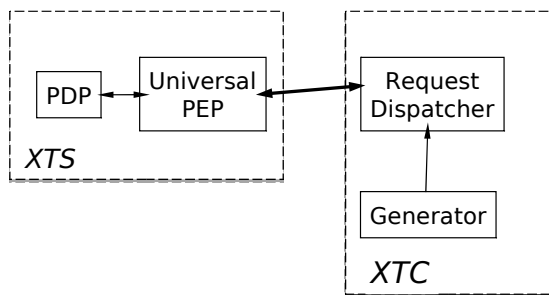 PDP
Universal
PEP
XTS
Request
Dispatcher
Generator
XTC